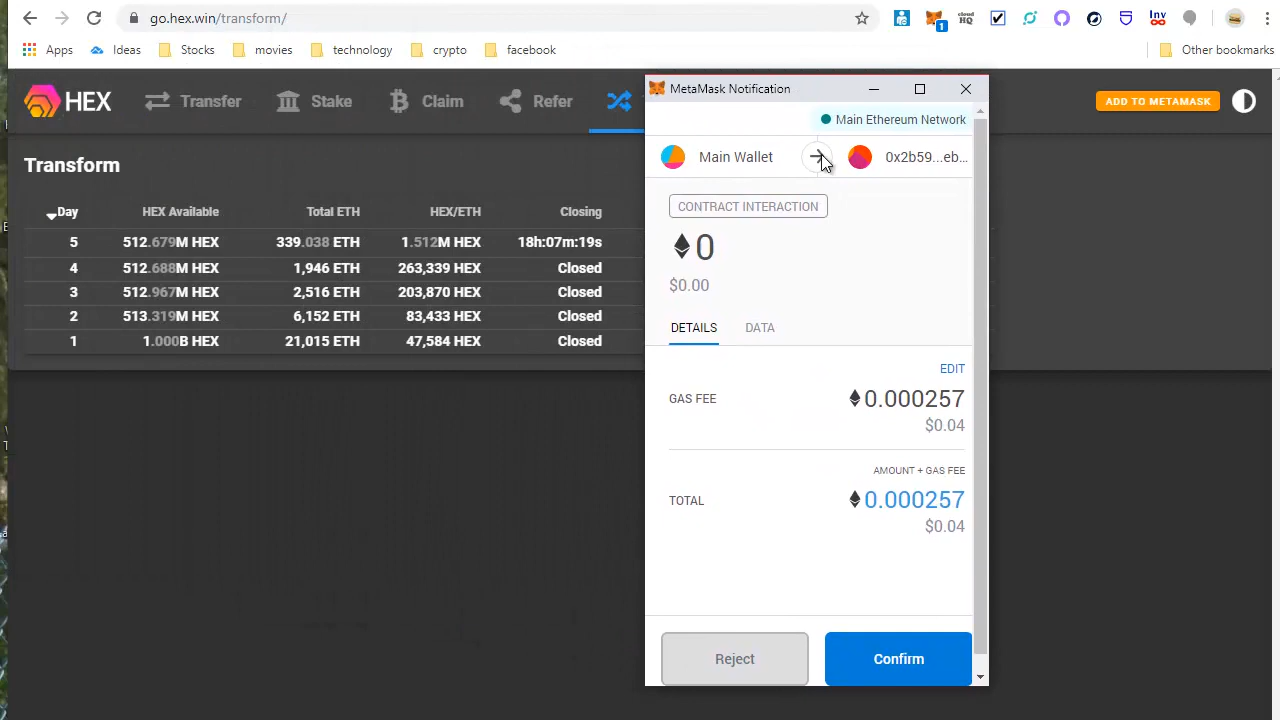 go.hex.win/transform/
1
cloud HQ
Inv
Apps Ideas Stocks movies technology crypto facebook Other bookmarks
HEX Transfer Stake Claim Refer ADD TO METAMASK
Transform
Day HEX Available Total ETH HEX/ETH Closing
5 512.679M HEX 339.038 ETH 1.512M HEX 18h:07m:19s
4 512.688M HEX 1,946 ETH 263,339 HEX Closed
3 512.967M HEX 2,516 ETH 203,870 HEX Closed
2 513.319M HEX 6,152 ETH 83,433 HEX Closed
1 1.000B HEX 21,015 ETH 47,584 HEX Closed
MetaMask Notification
Main Ethereum Network
Main Wallet 0x2b59...eb...
CONTRACT INTERACTION
0
$0.00
DETAILS DATA
EDIT
GAS FEE 0.000257
$0.04
AMOUNT + GAS FEE
TOTAL 0.000257
$0.04
Reject Confirm